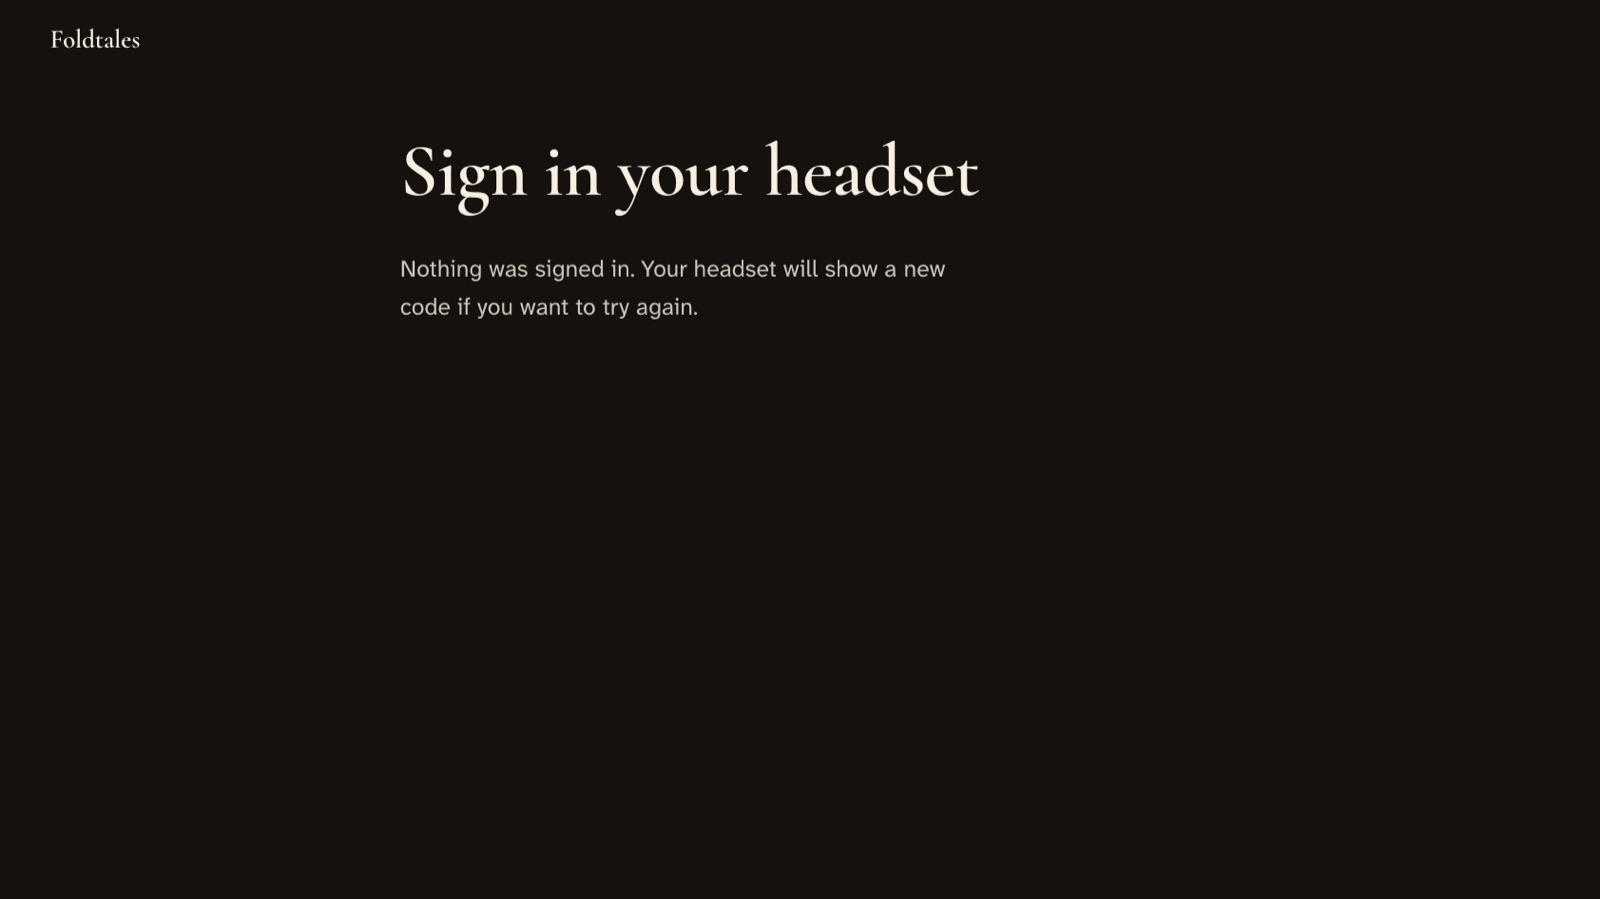 Foldtales
Sign in your headset
Nothing was signed in. Your headset will show a new
code if you want to try again.